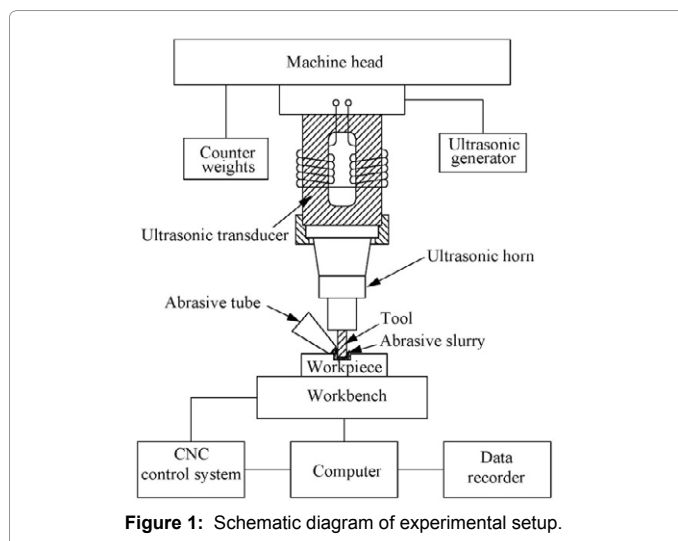 Machine head
Counter
weights
Ultrasonic
generator
Ultrasonic transducer
Ultrasonic horn
Abrasive tube
Tool
Abrasive slurry
Workpiece
Workbench
CNC
control system
Computer
Data
recorder
Figure 1: Schematic diagram of experimental setup.